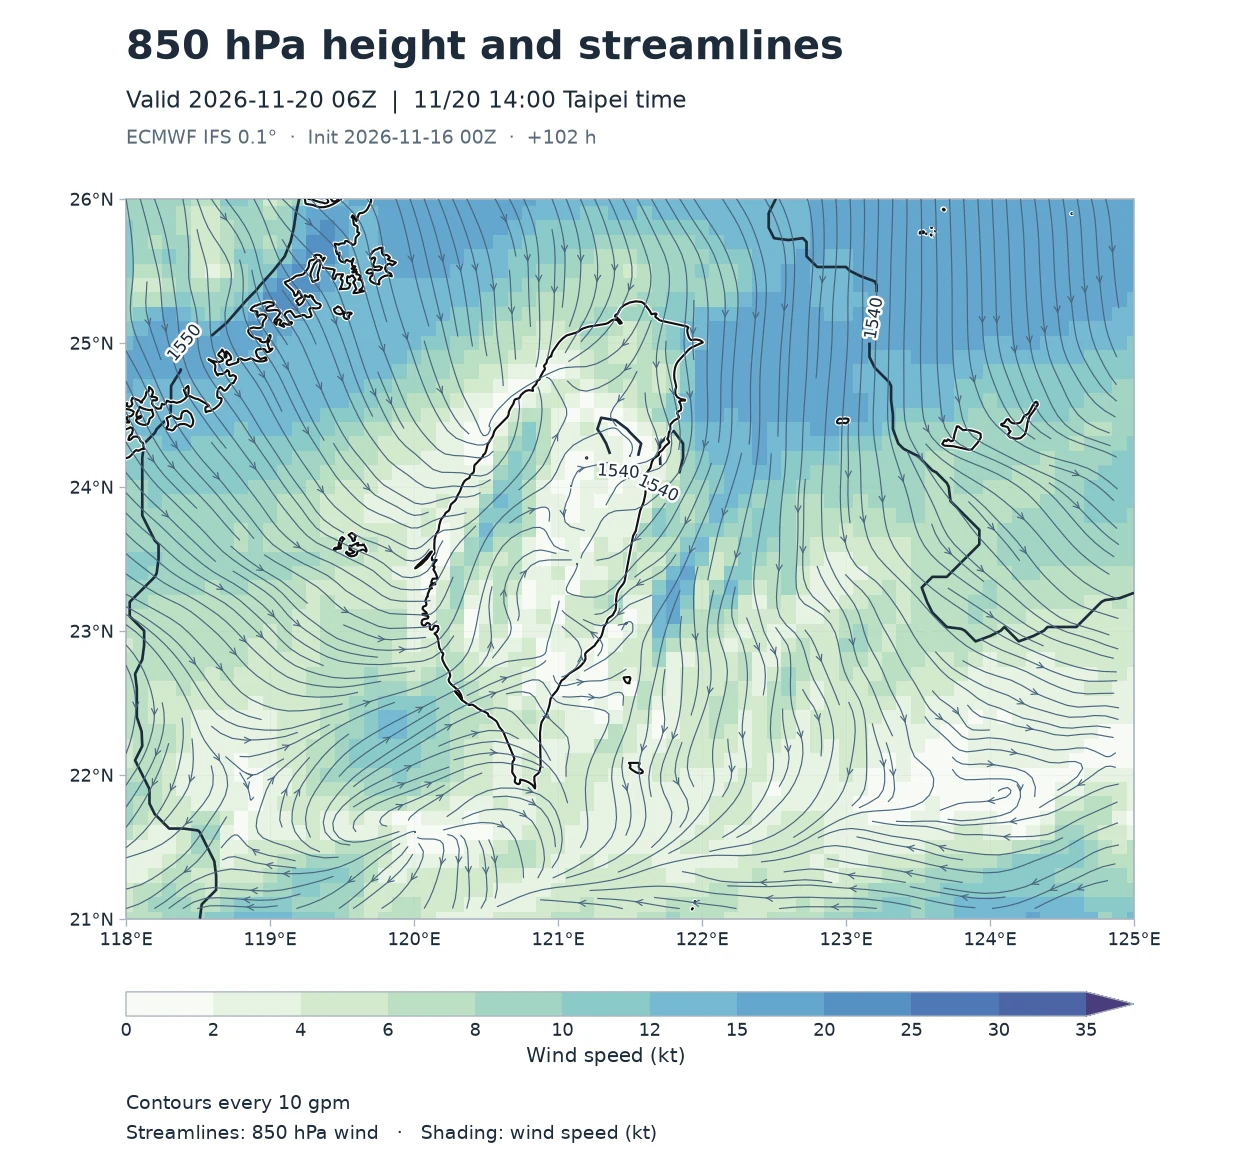 850 hPa height and streamlines
Valid 2026-11-20 06Z | 11/20 14:00 Taipei time
ECMWF IFS 0.1° · Init 2026-11-16 00Z · +102 h
26°N
25°N
24°N
23°N
22°N
21°N
1550
1540
1540
1540
118°E 119°E 120°E 121°E 122°E 123°E 124°E 125°E
0 2 4 6 8 10 12 15 20 25 30 35
Wind speed (kt)
Contours every 10 gpm
Streamlines: 850 hPa wind · Shading: wind speed (kt)